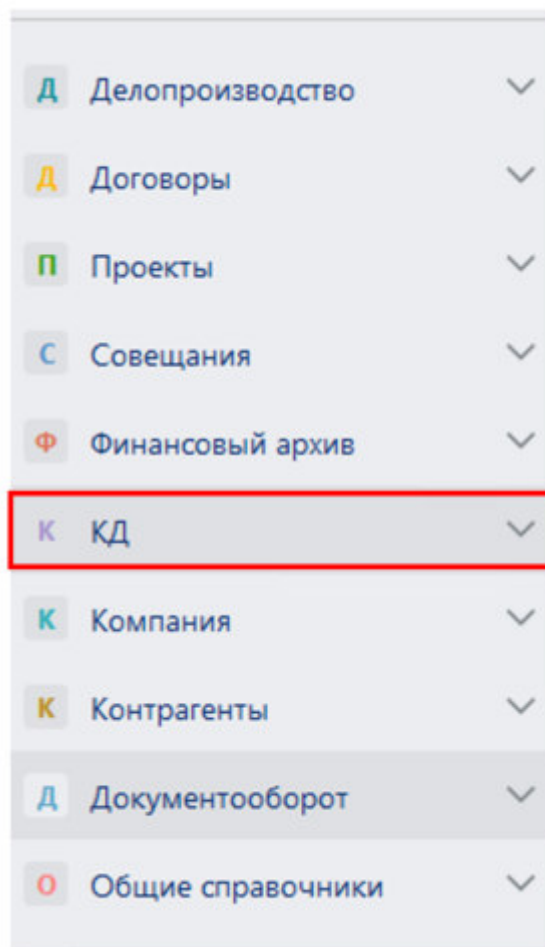 Д Делопроизводство
Д Договоры
П Проекты
С Совещания
Ф Финансовый архив
К КД
К Компания
К Контрагенты
Д Документооборот
О Общие справочники